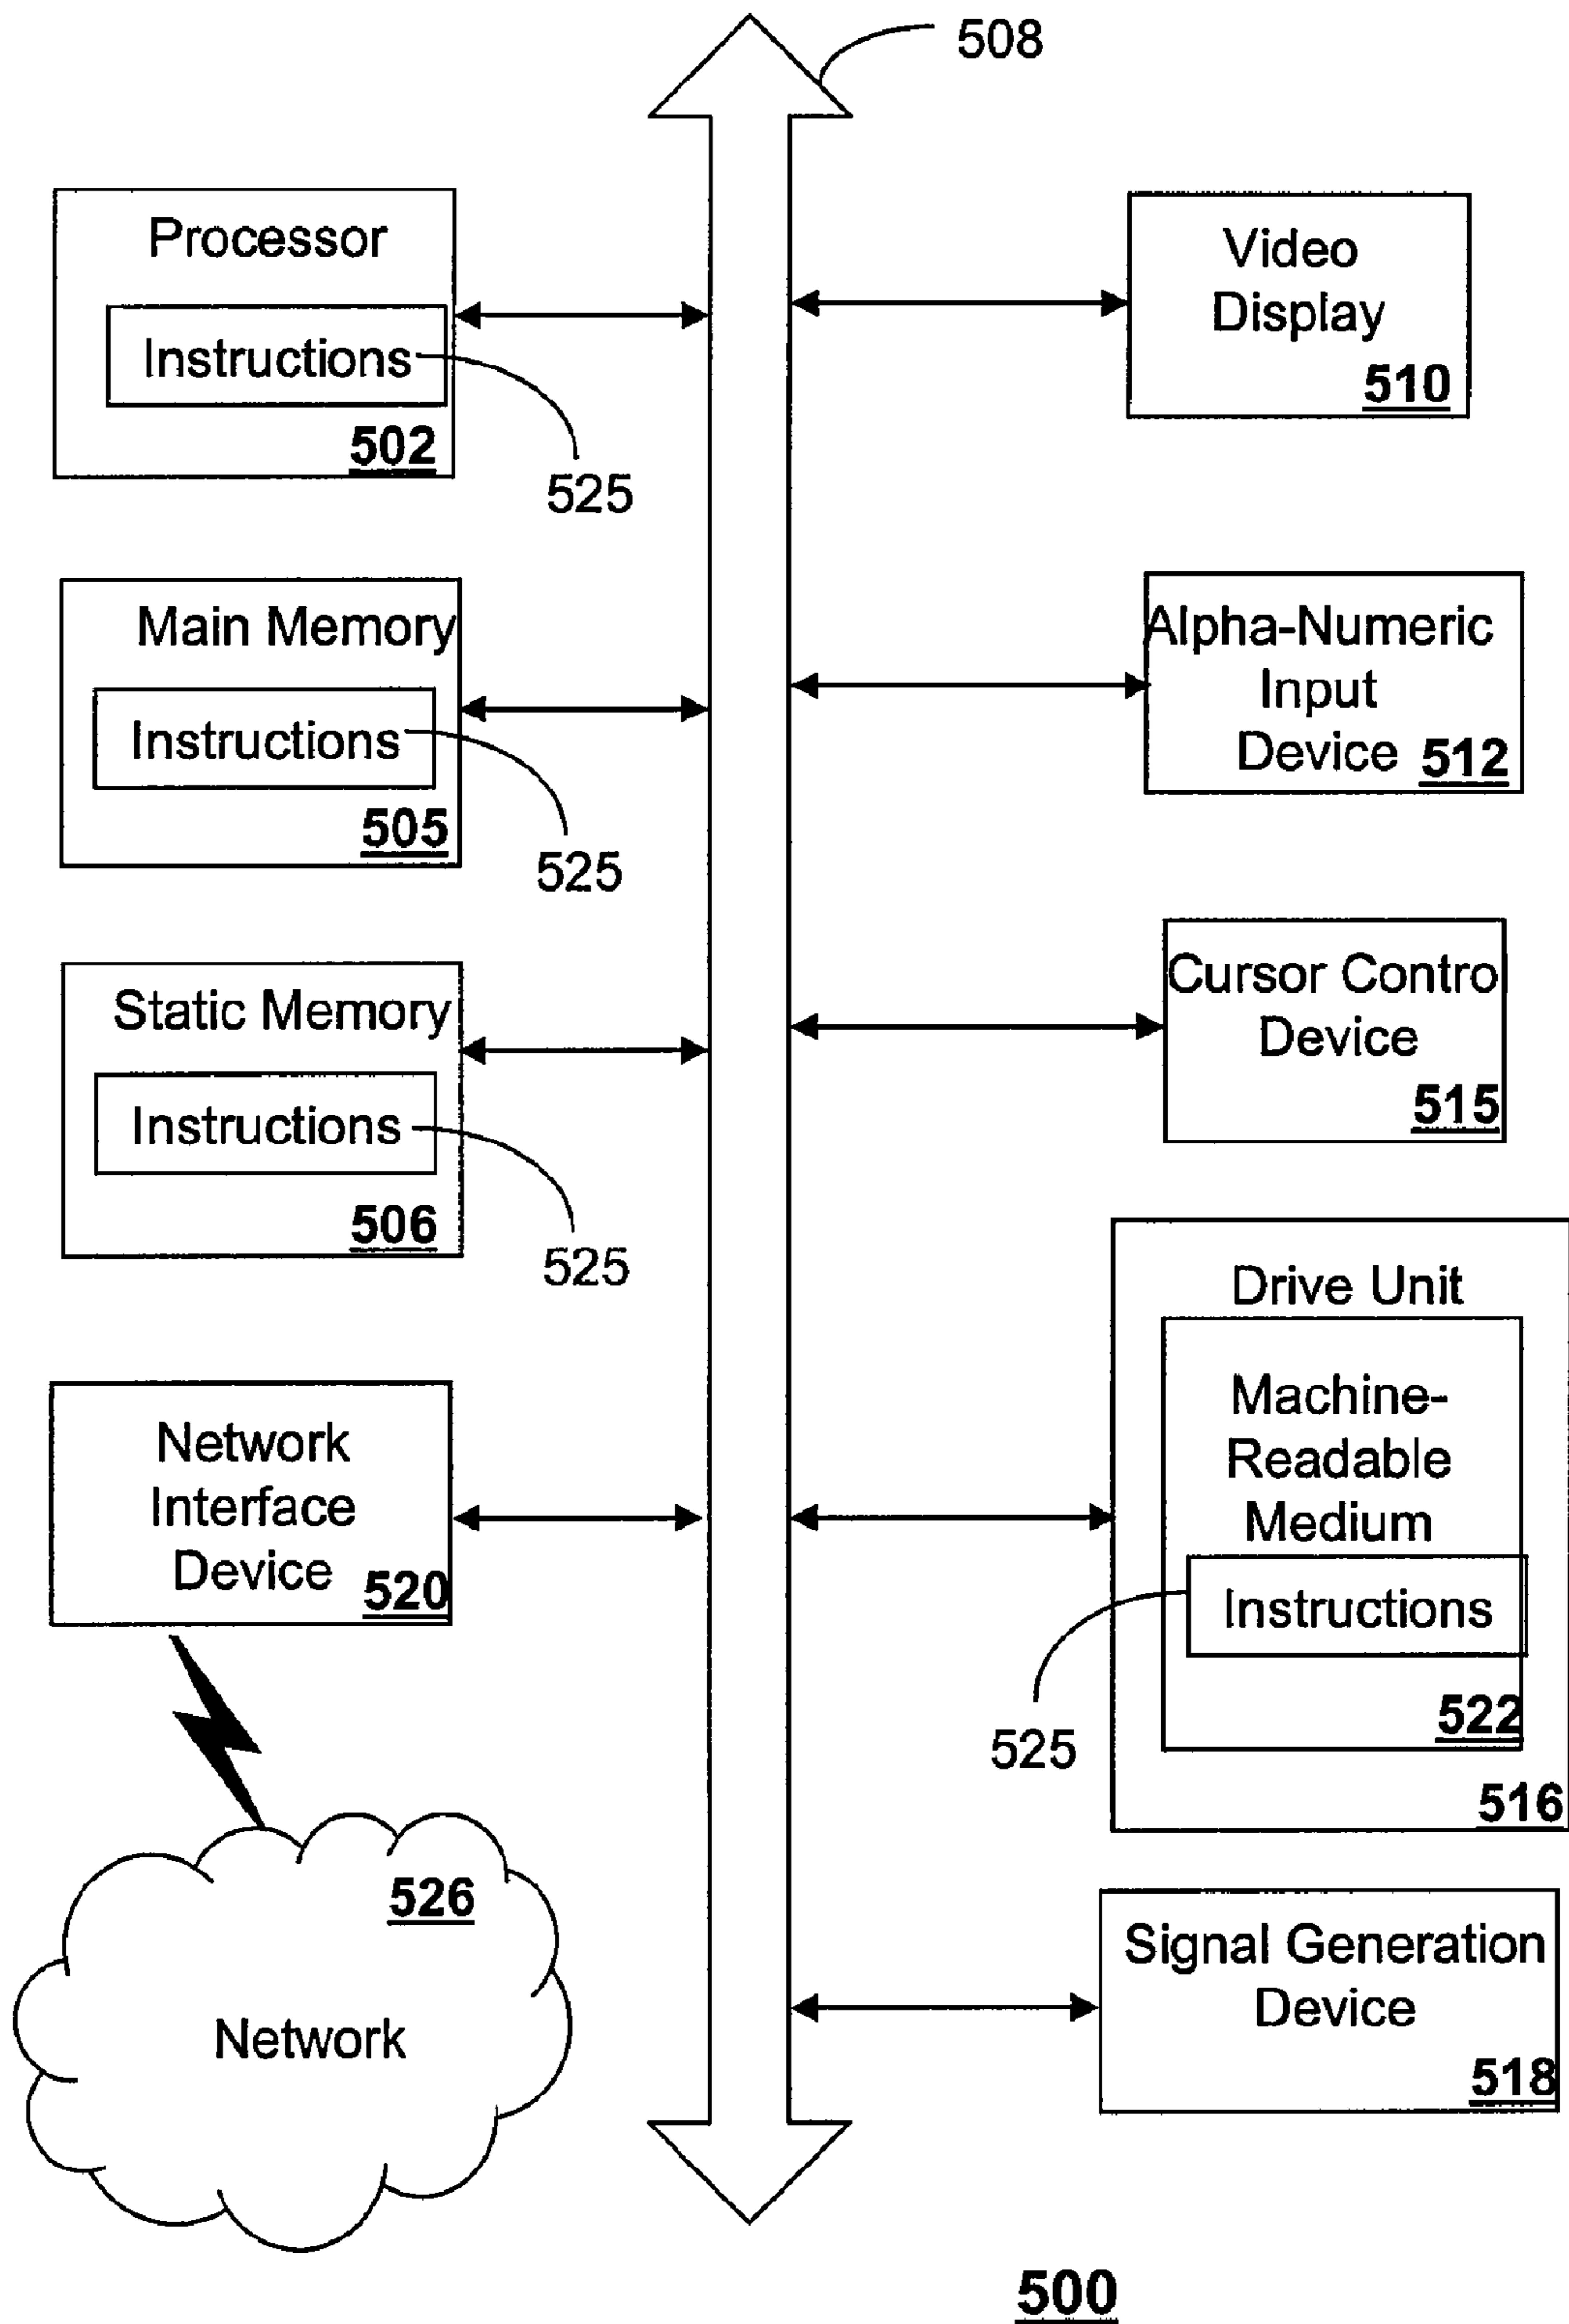 508
Processor
Instructions
502
525
Main Memory
Instructions
505
525
Static Memory
Instructions
506
525
Network
Interface
Device
520
526
Network
Video
Display
510
Alpha-Numeric
Input
Device 512
Cursor Contro
Device
515
Drive Unit
Machine-
Readable
Medium
Instructions
525
522
516
Signal Generation
Device
518
500